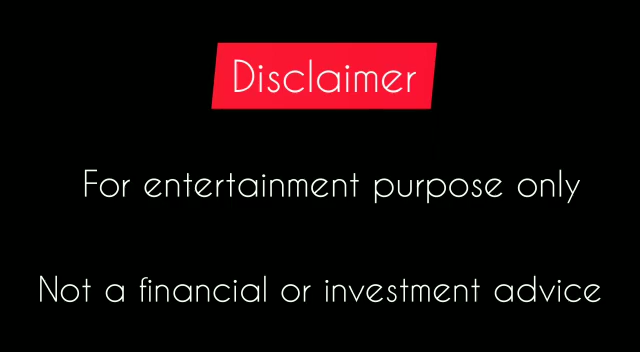 Disclaimer
For entertainment purpose only
Not a financial or investment advice